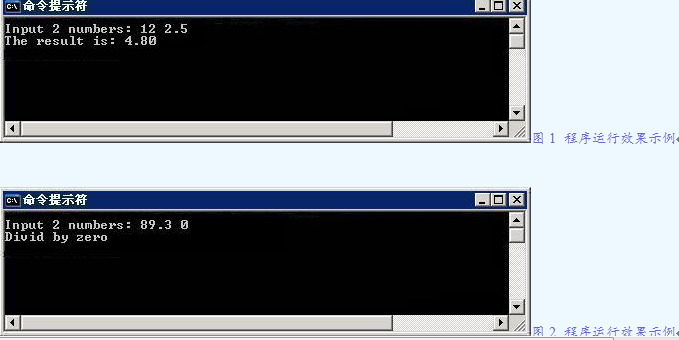 命令提示符
Input 2 numbers: 12 2.5
The result is: 4.80
图 1 程序运行效果示例
命令提示符
Input 2 numbers: 89.3 0
Divid by zero
图 2 程序运行效果示例